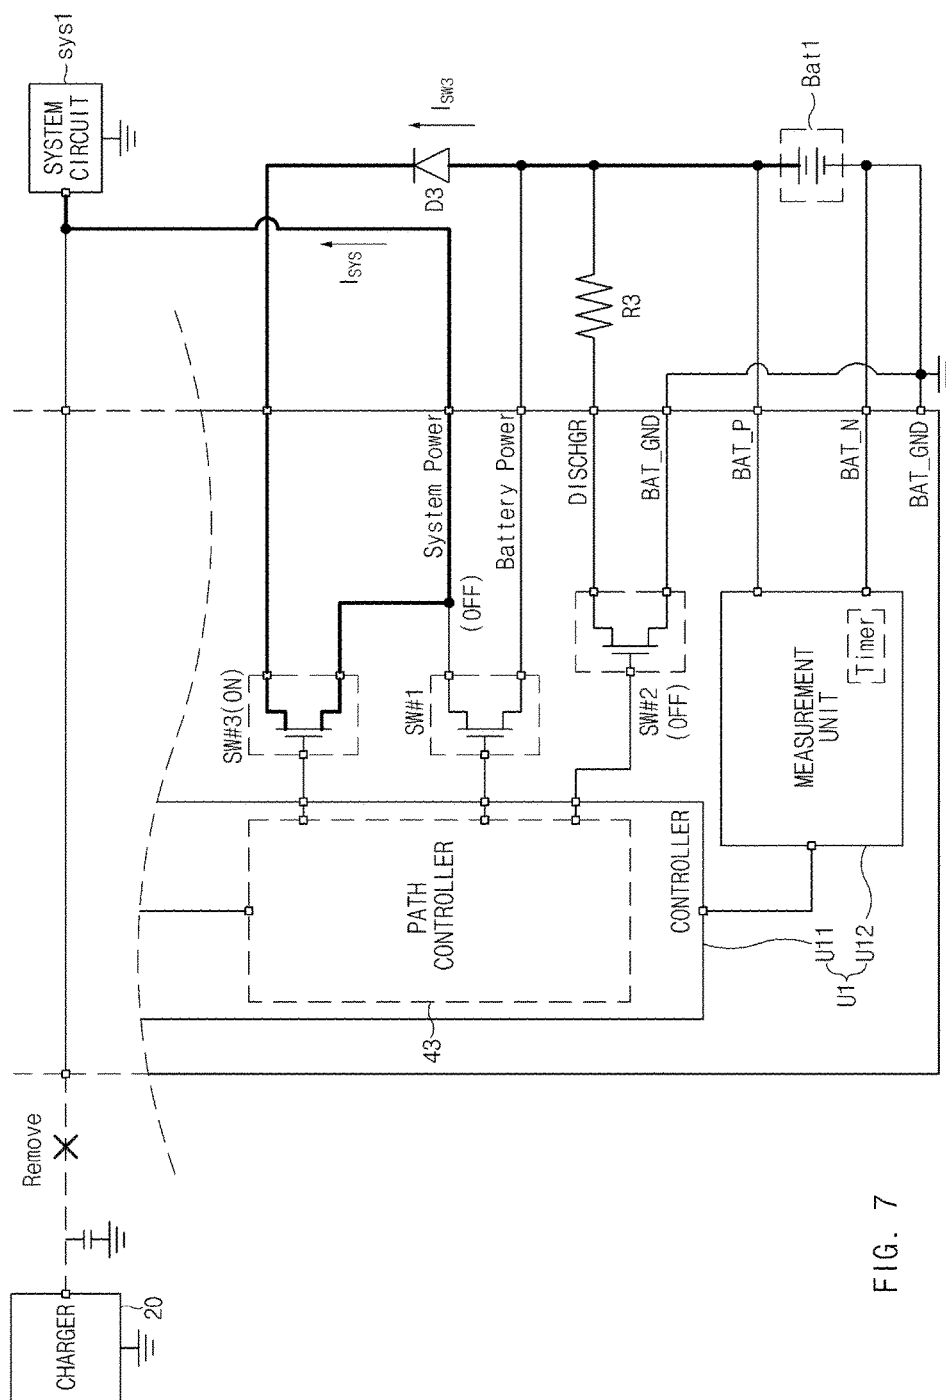 CHARGER
20
Remove
SYSTEM
CIRCUIT
sys1
43
PATH
CONTROLLER
CONTROLLER
SW#3(ON)
SW#1
(OFF)
SW#2
(OFF)
System Power
Battery Power
DISCHGR
BAT_GND
BAT_P
BAT_N
BAT_GND
ISYS
ISW3
D3
R3
Bat1
MEASUREMENT
UNIT
Timer
U11
U1
U12
FIG. 7